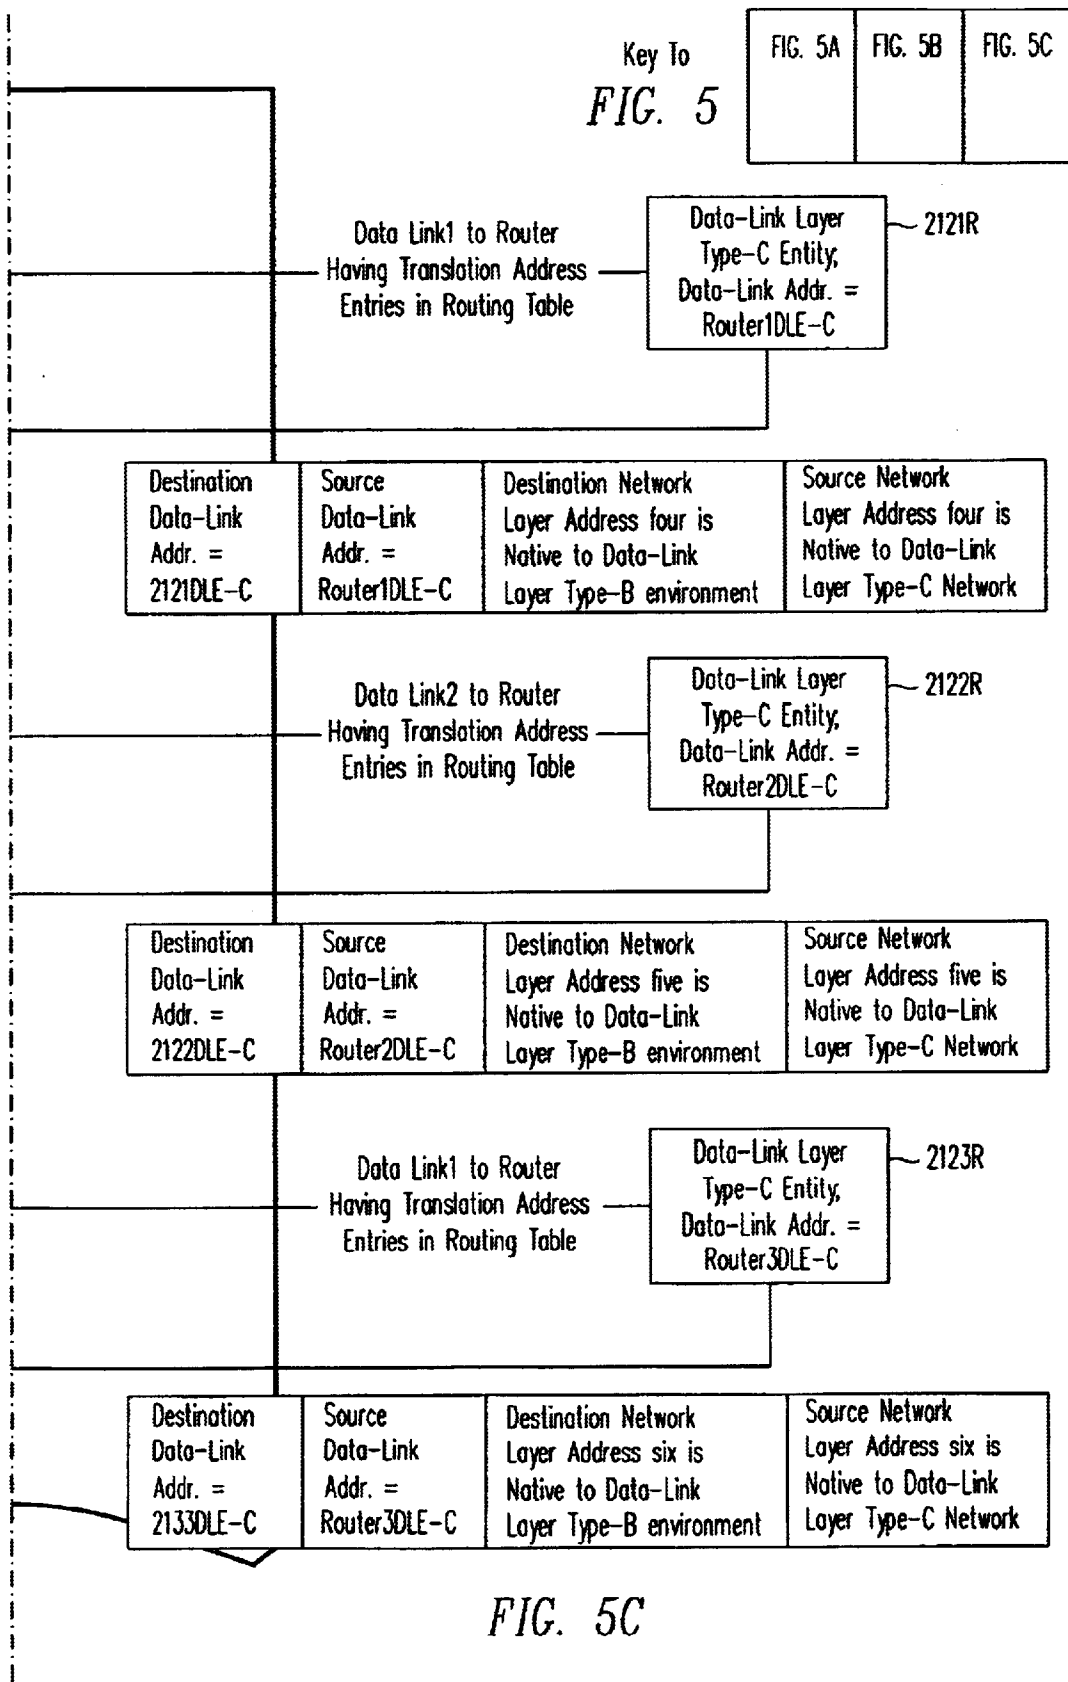 Key To
FIG. 5
FIG. 5A FIG. 5B FIG. 5C
Data Link1 to Router
Having Translation Address
Entries in Routing Table
Data-Link Layer
Type-C Entity;
Data-Link Addr. =
Router1DLE-C
2121R
Destination
Data-Link
Addr. =
2121DLE-C
Source
Data-Link
Addr. =
Router1DLE-C
Destination Network
Layer Address four is
Native to Data-Link
Layer Type-B environment
Source Network
Layer Address four is
Native to Data-Link
Layer Type-C Network
Data Link2 to Router
Having Translation Address
Entries in Routing Table
Data-Link Layer
Type-C Entity;
Data-Link Addr. =
Router2DLE-C
2122R
Destination
Data-Link
Addr. =
2122DLE-C
Source
Data-Link
Addr. =
Router2DLE-C
Destination Network
Layer Address five is
Native to Data-Link
Layer Type-B environment
Source Network
Layer Address five is
Native to Data-Link
Layer Type-C Network
Data Link1 to Router
Having Translation Address
Entries in Routing Table
Data-Link Layer
Type-C Entity;
Data-Link Addr. =
Router3DLE-C
2123R
Destination
Data-Link
Addr. =
2133DLE-C
Source
Data-Link
Addr. =
Router3DLE-C
Destination Network
Layer Address six is
Native to Data-Link
Layer Type-B environment
Source Network
Layer Address six is
Native to Data-Link
Layer Type-C Network
FIG. 5C